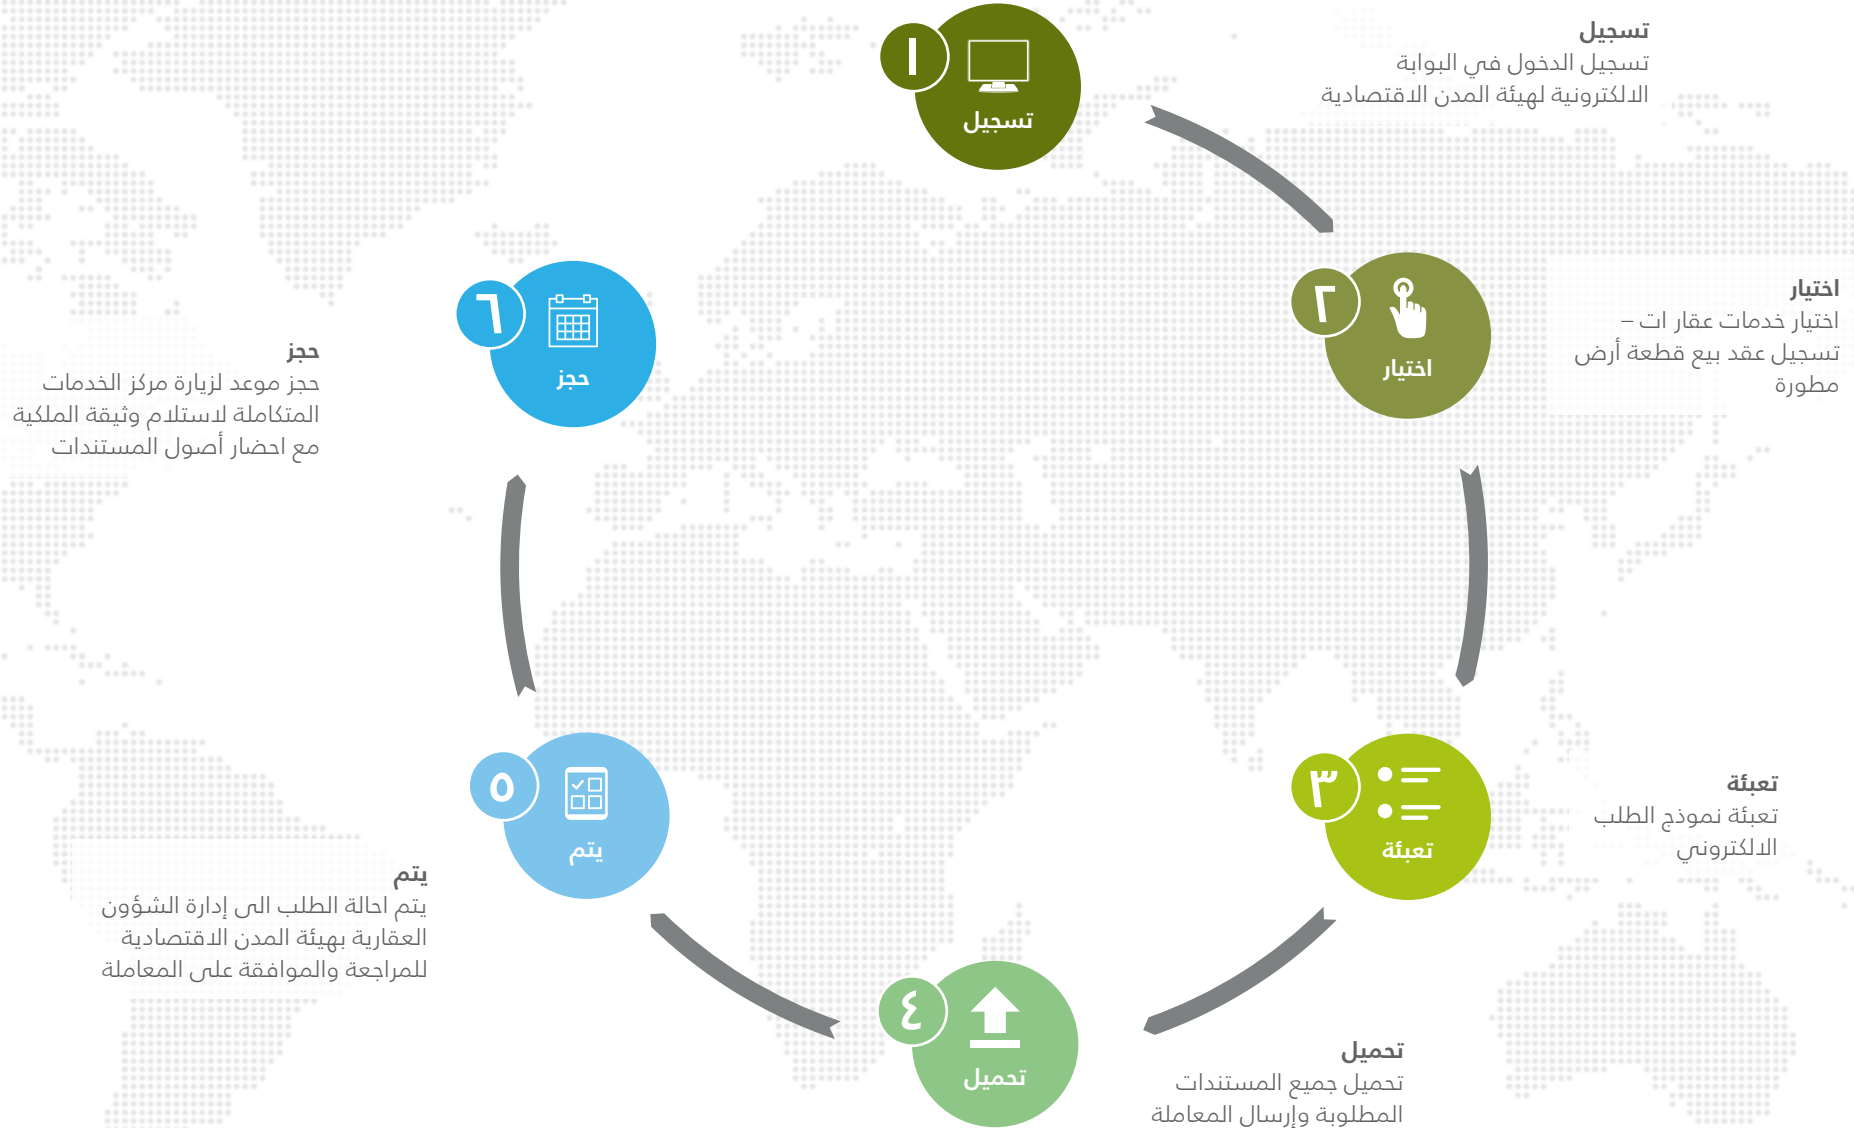 ١
تسجيل
تسجيل
تسجيل الدخول في البوابة
الالكترونية لهيئة المدن الاقتصادية
٢
اختيار
اختيار
اختيار خدمات عقار ات –
تسجيل عقد بيع قطعة أرض
مطورة
٣
تعبئة
تعبئة
تعبئة نموذج الطلب
الالكتروني
٤
تحميل
تحميل
تحميل جميع المستندات
المطلوبة وإرسال المعاملة
٥
يتم
يتم
يتم احالة الطلب الى إدارة الشؤون
العقارية بهيئة المدن الاقتصادية
للمراجعة والموافقة على المعاملة
٦
حجز
حجز
حجز موعد لزيارة مركز الخدمات
المتكاملة لاستلام وثيقة الملكية
مع احضار أصول المستندات